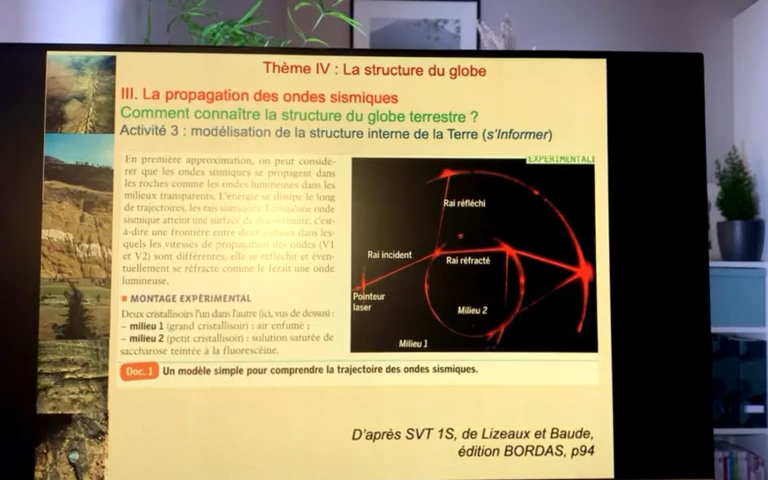 Thème IV : La structure du globe
III. La propagation des ondes sismiques
Comment connaître la structure du globe terrestre ?
Activité 3 : modélisation de la structure interne de la Terre (s'Informer)
En première approximation, on peut considé-
rer que les ondes sismiques se propagent dans
les roches comme les ondes lumineuses dans les
milieux transparents. L'énergie se dissipe le long
de trajectoires, les rais sismiques. Lorsqu'une onde
sismique atteint une surface de discontinuité, c'est-
à-dire une frontière entre deux milieux dans les-
quels les vitesses de propagation des ondes (V1
et V2) sont différentes, elle se réfléchit et éven-
tuellement se réfracte comme le ferait une onde
lumineuse.
■ MONTAGE EXPÉRIMENTAL
Deux cristallisoirs l'un dans l'autre (ici, vus de dessus) :
– milieu 1 (grand cristallisoir) : air enfumé ;
– milieu 2 (petit cristallisoir) : solution saturée de
saccharose teintée à la fluorescéine.
EXPÉRIMENTAL
Rai réfléchi
Rai incident
Rai réfracté
Pointeur
laser
Milieu 2
Milieu 1
Doc. 1 Un modèle simple pour comprendre la trajectoire des ondes sismiques.
D'après SVT 1S, de Lizeaux et Baude,
édition BORDAS, p94